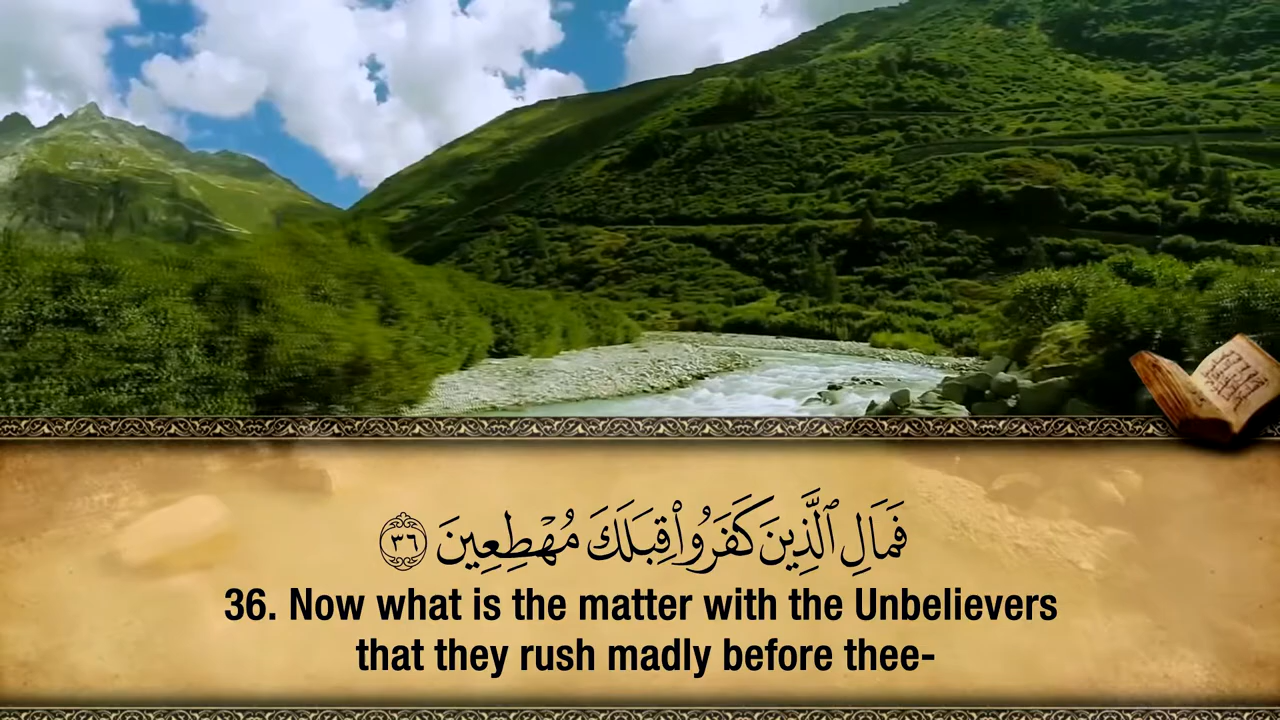 فَمَالِ ٱلَّذِينَ كَفَرُوا۟ قِبَلَكَ مُهْطِعِينَ ٣٦
36. Now what is the matter with the Unbelievers
that they rush madly before thee-